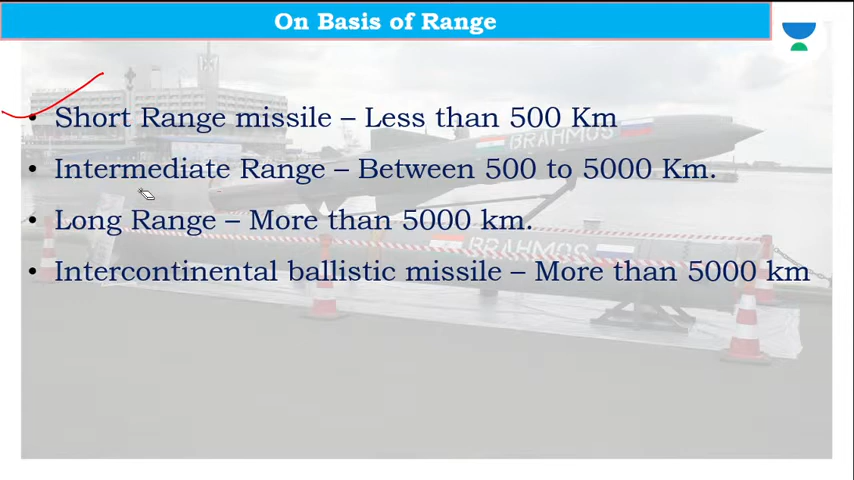 On Basis of Range
• Short Range missile – Less than 500 Km
BRAHMOS
• Intermediate Range – Between 500 to 5000 Km.
• Long Range – More than 5000 km.
BRAHMOS
• Intercontinental ballistic missile – More than 5000 km